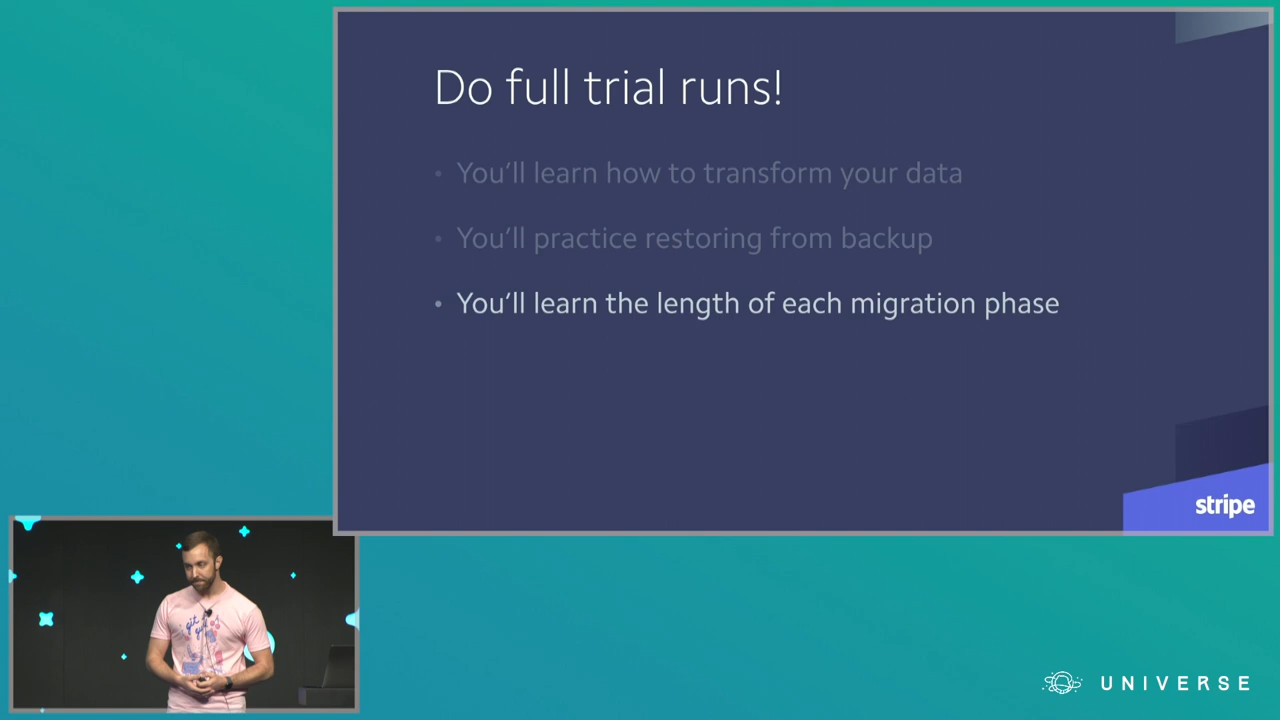 Do full trial runs!
• You'll learn how to transform your data
• You'll practice restoring from backup
• You'll learn the length of each migration phase
stripe
git
UNIVERSE